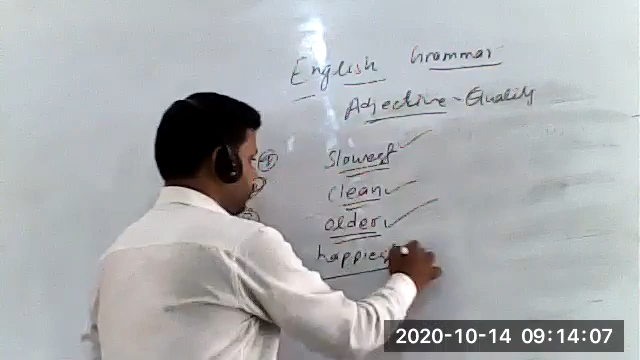 English Grammar
Adjective - Quality
Slowest
clean
older
happiest
2020-10-14 09:14:07